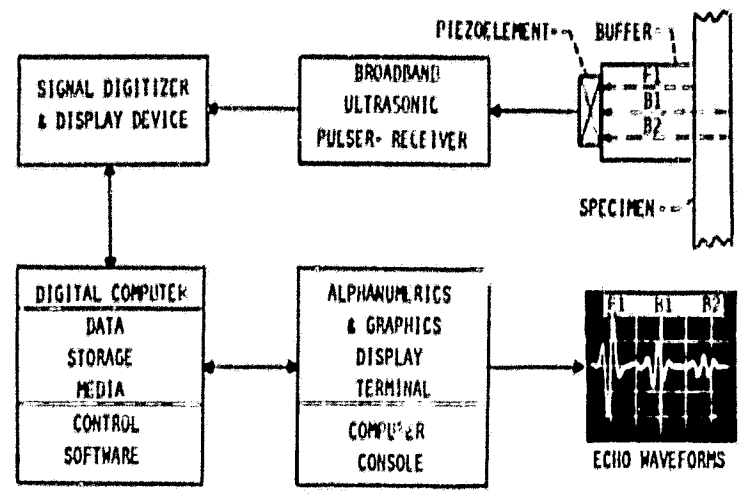 PIEZOELEMENT
BUFFER
F1
B1
B2
SPECIMEN
SIGNAL DIGITIZER
& DISPLAY DEVICE
BROADBAND
ULTRASONIC
PULSER- RECEIVER
DIGITAL COMPUTER
DATA
STORAGE
MEDIA
CONTROL
SOFTWARE
ALPHANUMERICS
& GRAPHICS
DISPLAY
TERMINAL
COMPUTER
CONSOLE
F1 B1 B2
ECHO WAVEFORMS